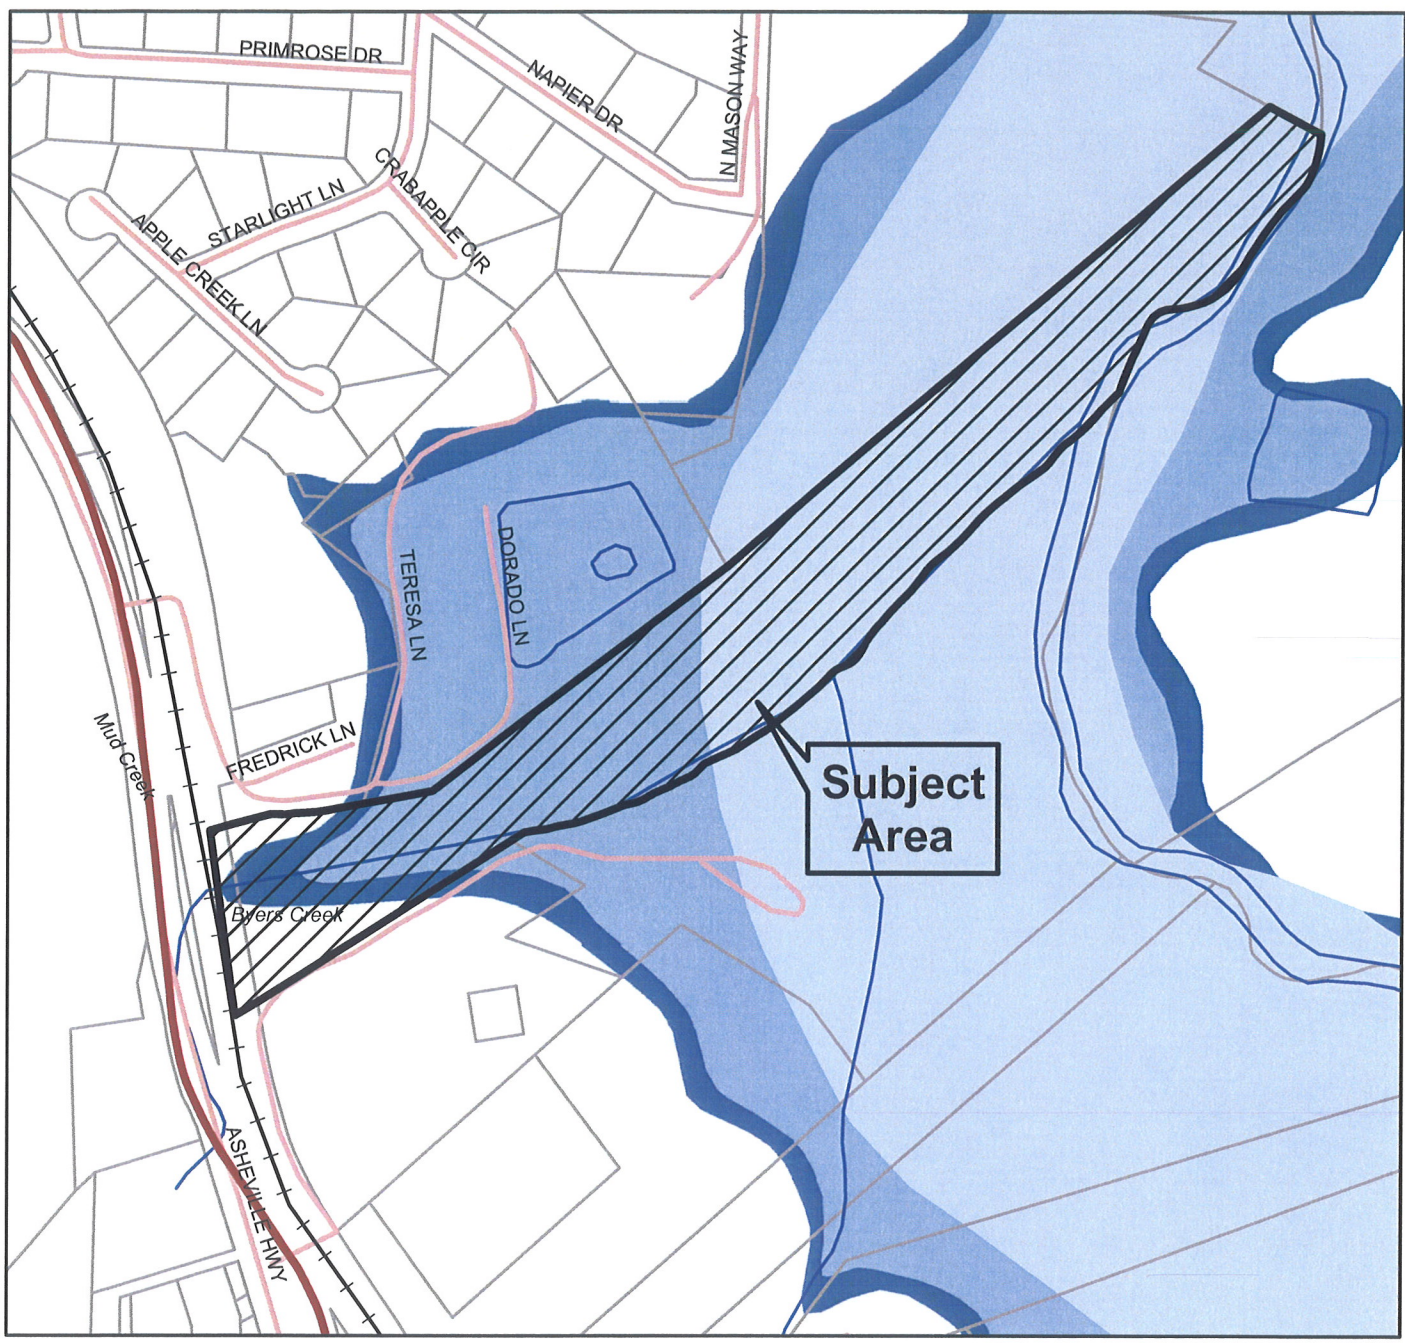 PRIMROSE DR
NAPIER DR
N MASON WAY
CRABAPPLE CIR
STARLIGHT LN
APPLE CREEK LN
TERESA LN
DORADO LN
FREDRICK LN
Mud Creek
Subject
Area
Byers Creek
ASHEVILLE HWY